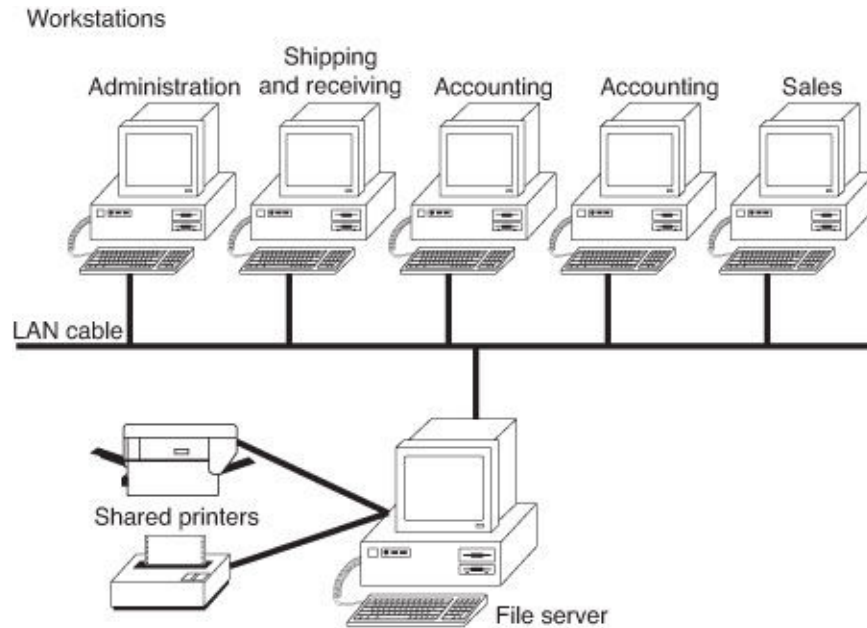 Workstations
Administration
Shipping
and receiving
Accounting
Accounting
Sales
LAN cable
Shared printers
File server